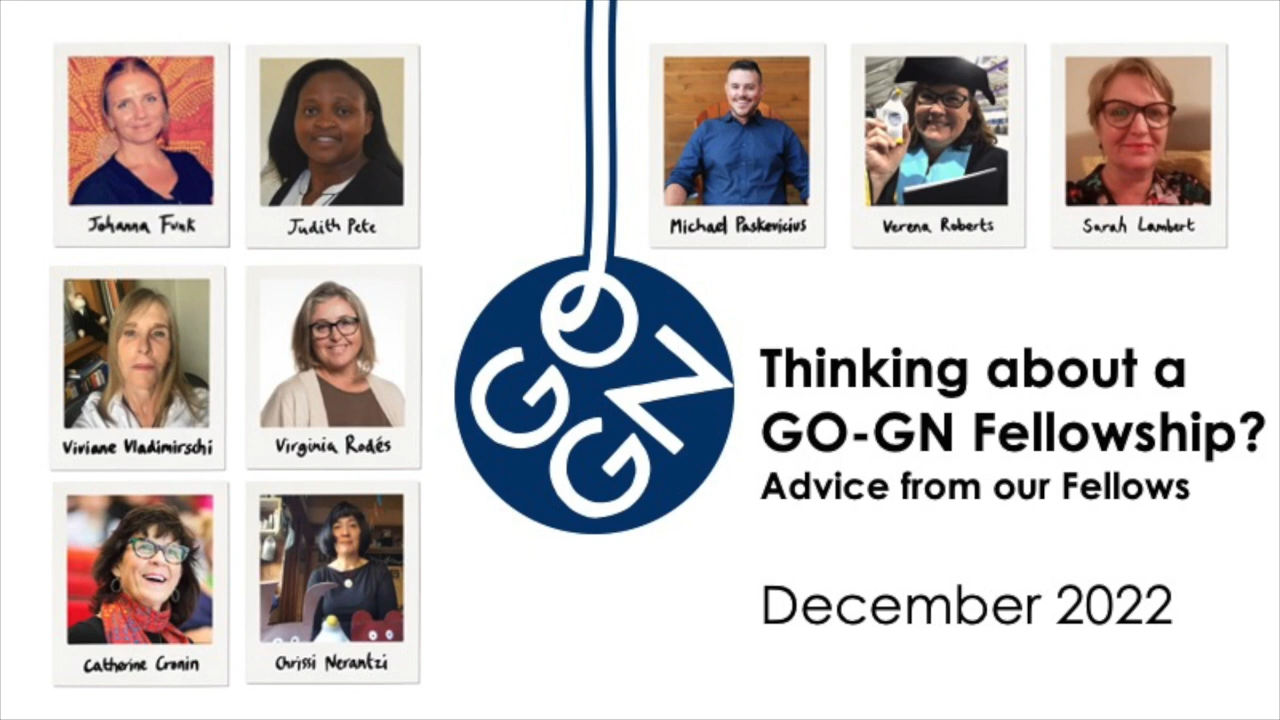 Johanna Funk
Judith Pete
Michael Paskevicius
Verena Roberts
Sarah Lambert
Viviane Vladimirschi
Virginia Rodés
Catherine Cronin
Chrissi Nerantzi
GO
GN
Thinking about a
GO-GN Fellowship?
Advice from our Fellows
December 2022